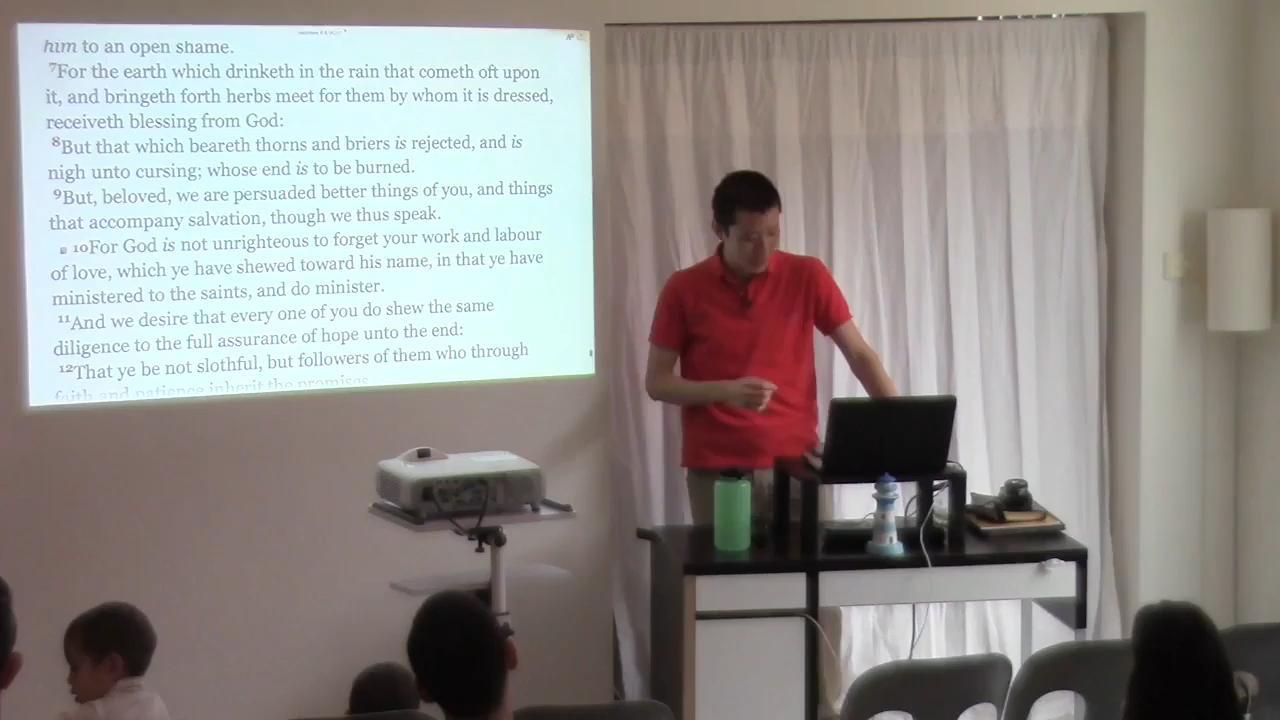 him to an open shame.
7For the earth which drinketh in the rain that cometh oft upon
it, and bringeth forth herbs meet for them by whom it is dressed,
receiveth blessing from God:
8But that which beareth thorns and briers is rejected, and is
nigh unto cursing; whose end is to be burned.
9But, beloved, we are persuaded better things of you, and things
that accompany salvation, though we thus speak.
10For God is not unrighteous to forget your work and labour
of love, which ye have shewed toward his name, in that ye have
ministered to the saints, and do minister.
11And we desire that every one of you do shew the same
diligence to the full assurance of hope unto the end:
12That ye be not slothful, but followers of them who through
faith and patience inherit the promises.